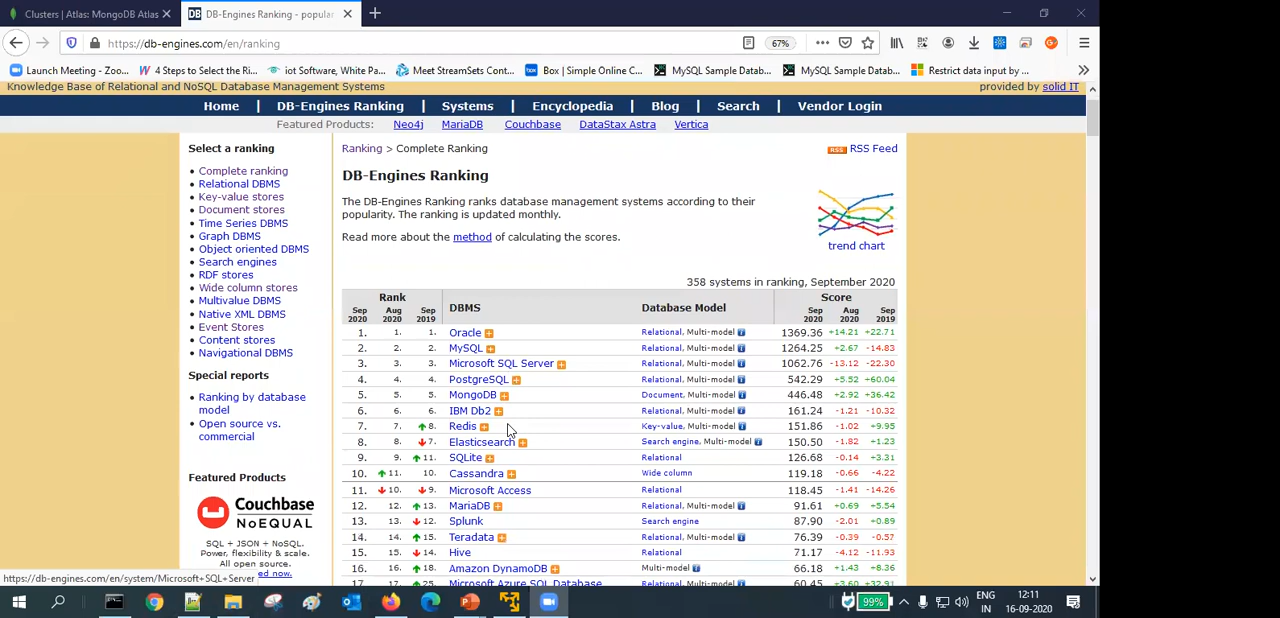 Clusters | Atlas: MongoDB Atlas
DB-Engines Ranking - popular
https://db-engines.com/en/ranking
67%
Launch Meeting - Zoo...
4 Steps to Select the Ri...
iot Software, White Pa...
Meet StreamSets Cont...
Box | Simple Online C...
MySQL Sample Datab...
MySQL Sample Datab...
Restrict data input by ...
Knowledge Base of Relational and NoSQL Database Management Systems
provided by solid IT
Home | DB-Engines Ranking | Systems | Encyclopedia | Blog | Search | Vendor Login
Featured Products: Neo4j MariaDB Couchbase DataStax Astra Vertica
Select a ranking
Complete ranking
Relational DBMS
Key-value stores
Document stores
Time Series DBMS
Graph DBMS
Object oriented DBMS
Search engines
RDF stores
Wide column stores
Multivalue DBMS
Native XML DBMS
Event Stores
Content stores
Navigational DBMS
Special reports
Ranking by database
model
Open source vs.
commercial
Featured Products
Couchbase
NoEQUAL
SQL + JSON + NoSQL.
Power, flexibility & scale.
All open source.
ed now.
Ranking > Complete Ranking
RSS RSS Feed
DB-Engines Ranking
The DB-Engines Ranking ranks database management systems according to their
popularity. The ranking is updated monthly.
Read more about the method of calculating the scores.
trend chart
358 systems in ranking, September 2020
Rank DBMS Database Model Score
Sep 2020 Aug 2020 Sep 2019 Sep 2020 Aug 2020 Sep 2019
1. 1. 1. Oracle Relational, Multi-model 1369.36 +14.21 +22.71
2. 2. 2. MySQL Relational, Multi-model 1264.25 +2.67 -14.83
3. 3. 3. Microsoft SQL Server Relational, Multi-model 1062.76 -13.12 -22.30
4. 4. 4. PostgreSQL Relational, Multi-model 542.29 +5.52 +60.04
5. 5. 5. MongoDB Document, Multi-model 446.48 +2.92 +36.42
6. 6. 6. IBM Db2 Relational, Multi-model 161.24 -1.21 -10.32
7. 7. 8. Redis Key-value, Multi-model 151.86 -1.02 +9.95
8. 8. 7. Elasticsearch Search engine, Multi-model 150.50 -1.82 +1.23
9. 9. 11. SQLite Relational 126.68 -0.14 +3.31
10. 11. 10. Cassandra Wide column 119.18 -0.66 -4.22
11. 10. 9. Microsoft Access Relational 118.45 -1.41 -14.26
12. 12. 13. MariaDB Relational, Multi-model 91.61 +0.69 +5.54
13. 13. 12. Splunk Search engine 87.90 -2.01 +0.89
14. 14. 15. Teradata Relational, Multi-model 76.39 -0.39 -0.57
15. 15. 14. Hive Relational 71.17 -4.12 -11.93
16. 16. 18. Amazon DynamoDB Multi-model 66.18 +1.43 +8.36
17. 17. 25. Microsoft Azure SQL Database Relational, Multi-model 60.45 +3.60 +32.91
https://db-engines.com/en/system/Microsoft+SQL+Server
99%
ENG
IN
12:11
16-09-2020